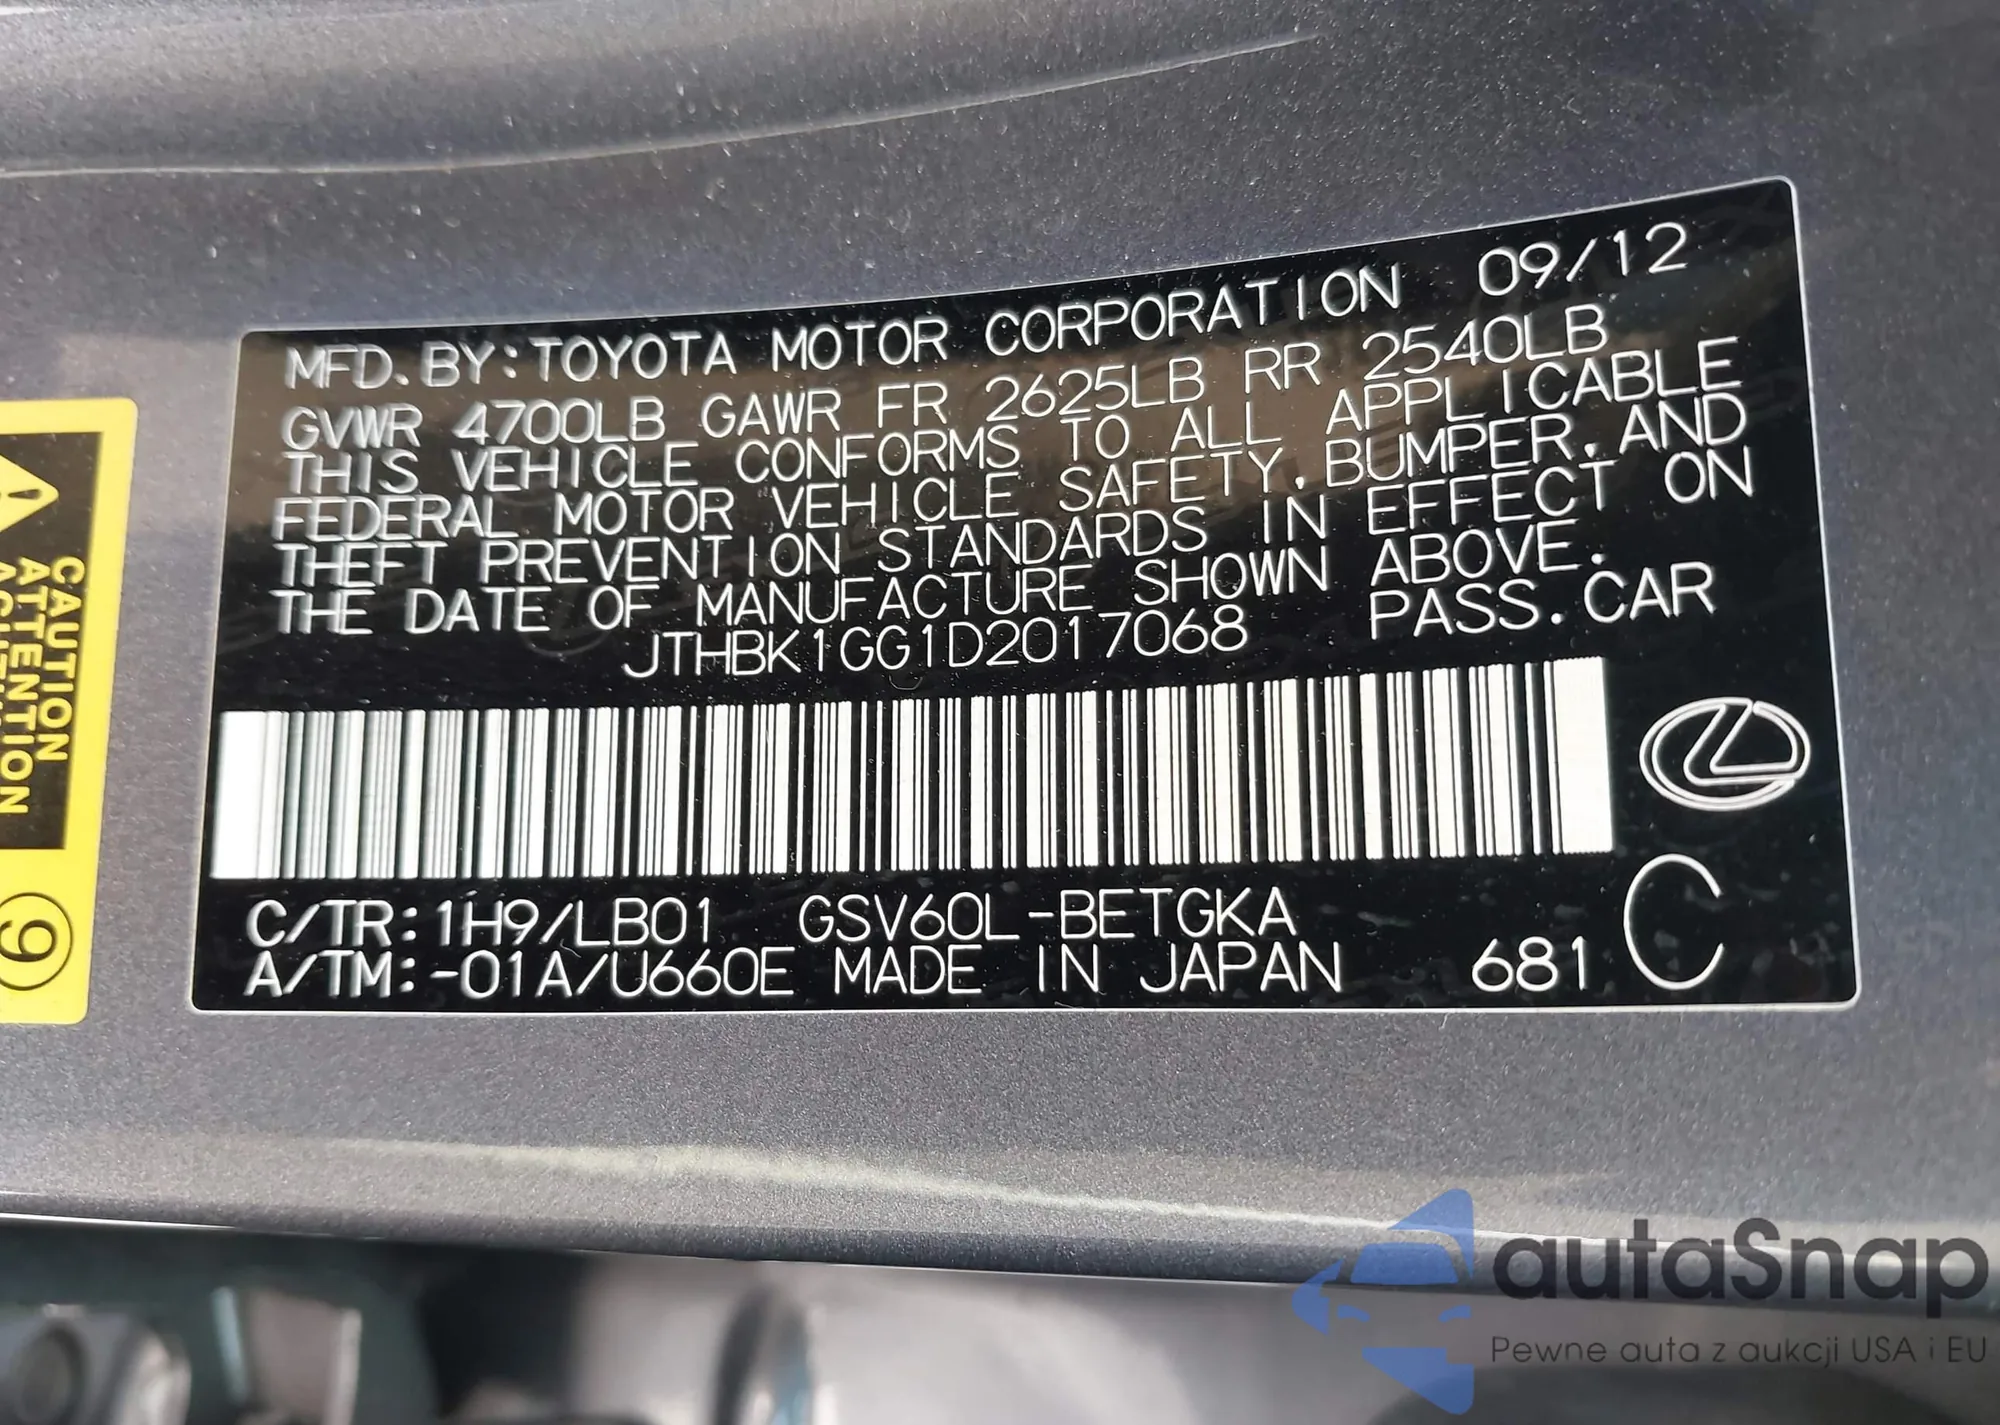 MFD. BY: TOYOTA MOTOR CORPORATION 09/12
GVWR 4700LB GAWR FR 2625LB RR 2540LB
THIS VEHICLE CONFORMS TO ALL APPLICABLE
FEDERAL MOTOR VEHICLE SAFETY, BUMPER, AND
THEFT PREVENTION STANDARDS IN EFFECT ON
THE DATE OF MANUFACTURE SHOWN ABOVE.
JTHBK1GG1D2017068 PASS. CAR
C/TR: 1H9/LB01 GSV60L-BETGKA
A/TM: -01A/U660E MADE IN JAPAN 681 C
CAUTION
ATTENTION
9
autaSnap
Pewne auta z aukcji USA i EU